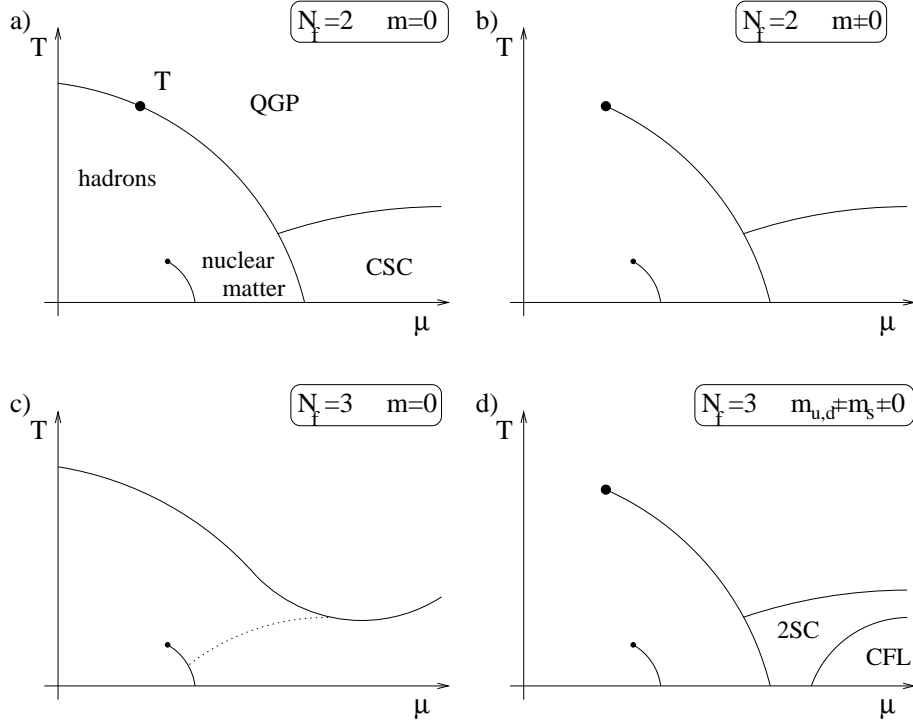 a)
N_f=2 m=0
T
T
QGP
hadrons
nuclear
matter
CSC
μ
b)
N_f=2 m≠0
T
μ
c)
N_f=3 m=0
T
μ
d)
N_f=3 m_{u,d}≠m_s≠0
T
2SC
CFL
μ